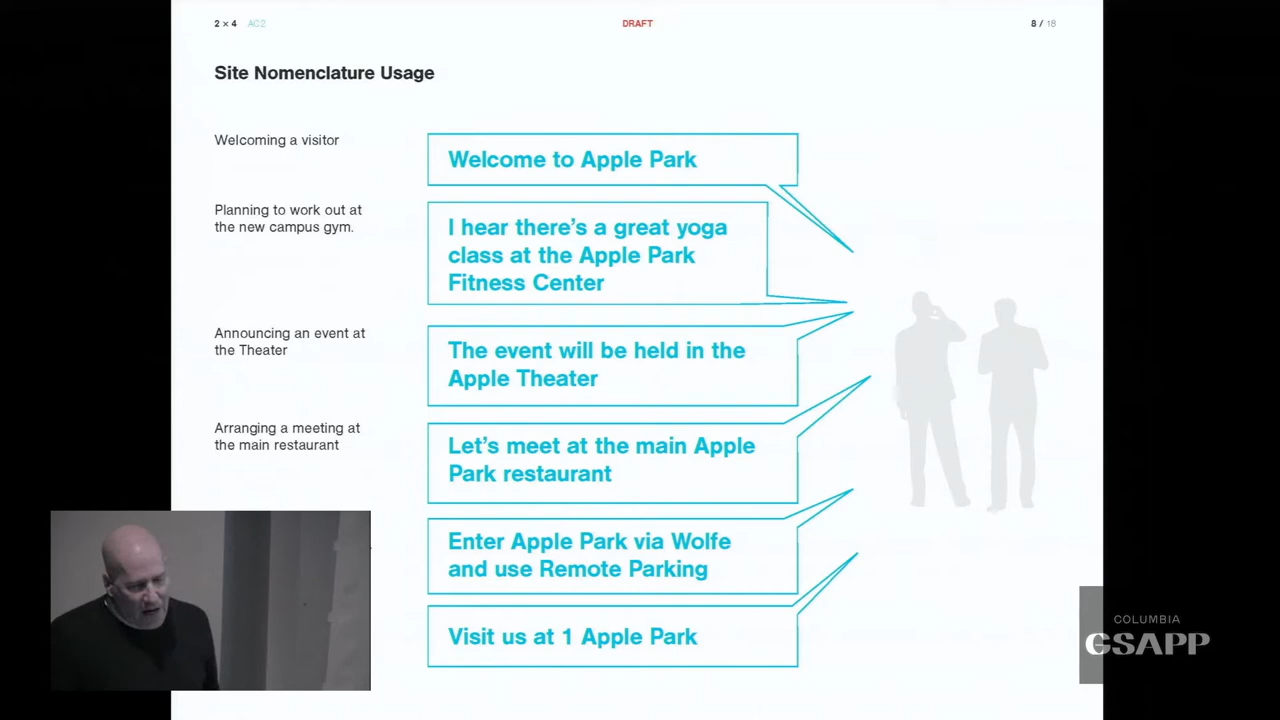 2 × 4 AC2 DRAFT 8 / 18
Site Nomenclature Usage
Welcoming a visitor
Welcome to Apple Park
Planning to work out at
the new campus gym.
I hear there’s a great yoga
class at the Apple Park
Fitness Center
Announcing an event at
the Theater
The event will be held in the
Apple Theater
Arranging a meeting at
the main restaurant
Let’s meet at the main Apple
Park restaurant
Enter Apple Park via Wolfe
and use Remote Parking
Visit us at 1 Apple Park
COLUMBIA
GSAPP